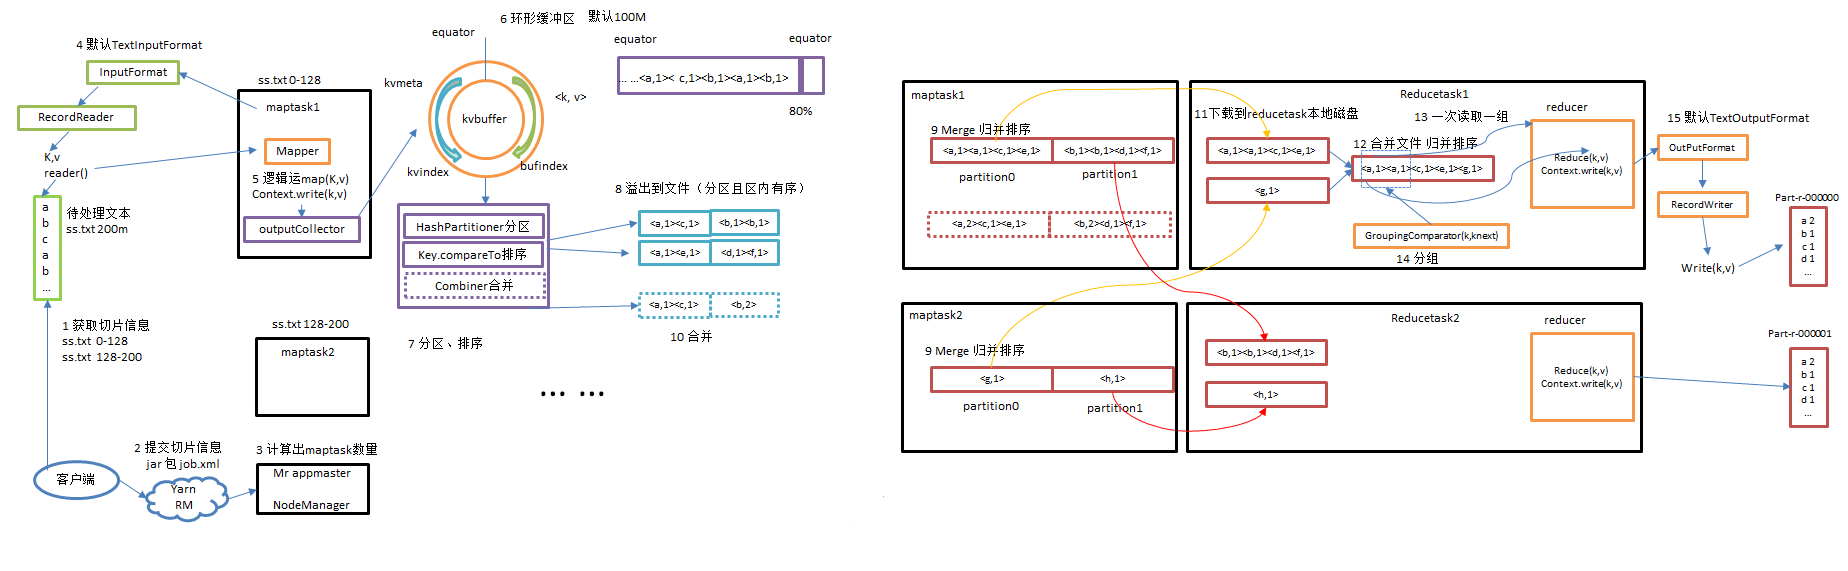 6 环形缓冲区 默认100M
equator
equator
equator
4 默认TextInputFormat
InputFormat
RecordReader
K,v
reader()
ss.txt 0-128
maptask1
Mapper
5 逻辑运map(K,v)
Context.write(k,v)
outputCollector
kvmeta
<k, v>
kvbuffer
kvindex
bufindex
... ...<a,1>< c,1><b,1><a,1><b,1>
80%
待处理文本
ss.txt 200m
a
b
c
a
b
...
HashPartitioner分区
Key.compareTo排序
Combiner合并
7 分区、排序
8 溢出到文件（分区且区内有序）
<a,1><c,1>
<b,1><b,1>
<a,1><e,1>
<d,1><f,1>
<a,1><c,1>
<b,2>
10 合并
1 获取切片信息
ss.txt 0-128
ss.txt 128-200
ss.txt 128-200
maptask2
... ...
客户端
2 提交切片信息
jar 包 job.xml
Yarn
RM
3 计算出maptask数量
Mr appmaster
NodeManager
maptask1
9 Merge 归并排序
<a,1><a,1><c,1><e,1>
<b,1><b,1><d,1><f,1>
partition0
partition1
<a,2><c,1><e,1>
<b,2><d,1><f,1>
Reducetask1
11下载到reducetask本地磁盘
<a,1><a,1><c,1><e,1>
<g,1>
13 一次读取一组
12 合并文件 归并排序
<a,1><a,1><c,1><e,1><g,1>
GroupingComparator(k,knext)
14 分组
reducer
Reduce(k,v)
Context.write(k,v)
15 默认TextOutputFormat
OutPutFormat
RecordWriter
Write(k,v)
Part-r-000000
a 2
b 1
c 1
d 1
...
maptask2
9 Merge 归并排序
<g,1>
<h,1>
partition0
partition1
Reducetask2
<b,1><b,1><d,1><f,1>
<h,1>
reducer
Reduce(k,v)
Context.write(k,v)
Part-r-000001
a 2
b 1
c 1
d 1
...